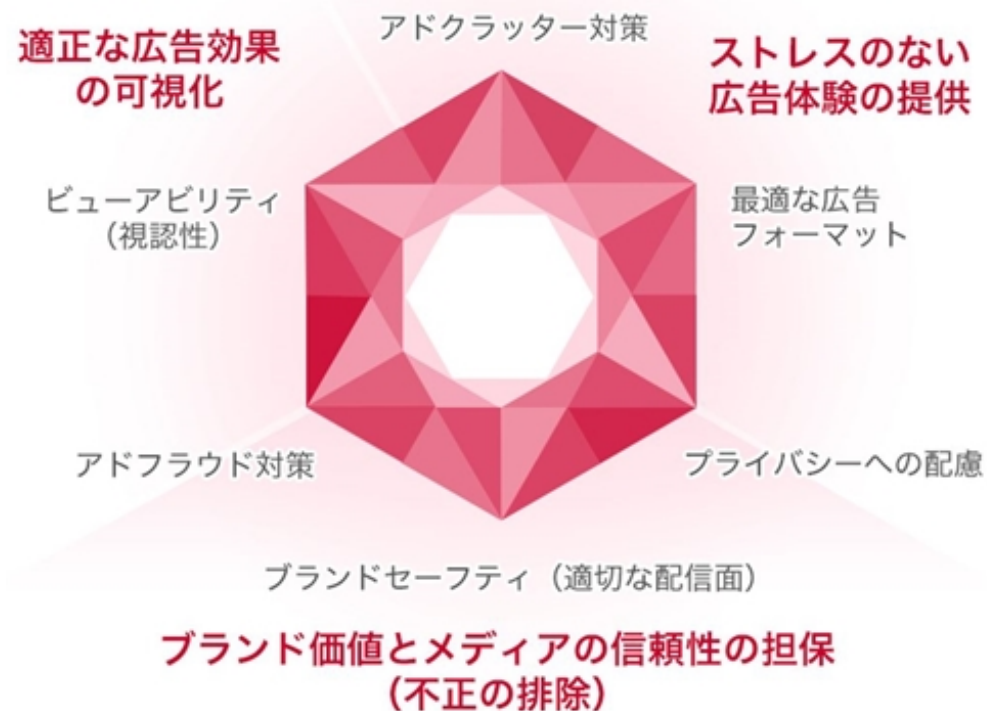 アドクラッター対策
適正な広告効果
の可視化
ストレスのない
広告体験の提供
ビューアビリティ
（視認性）
最適な広告
フォーマット
アドフラウド対策
プライバシーへの配慮
ブランドセーフティ（適切な配信面）
ブランド価値とメディアの信頼性の担保
（不正の排除）